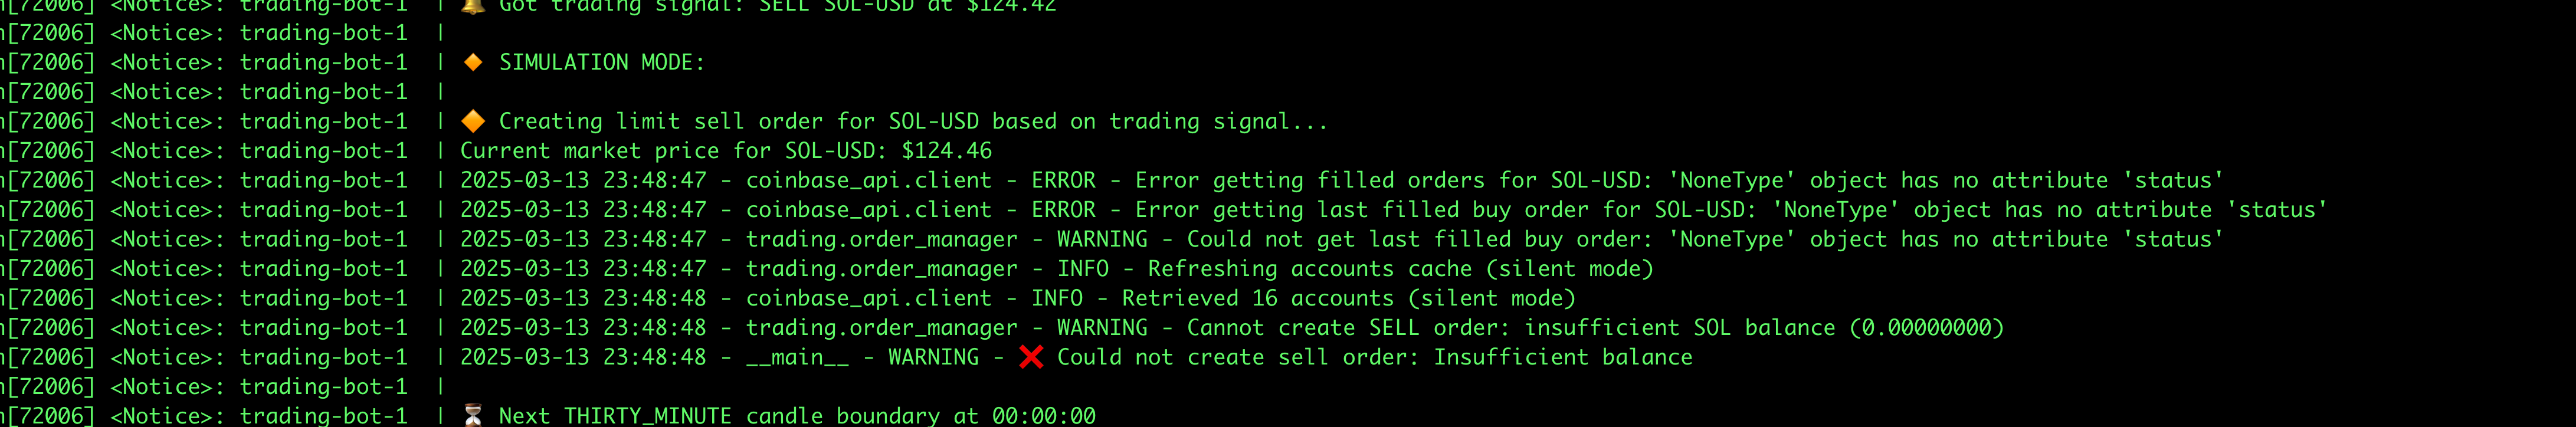 n[72006] <Notice>: trading-bot-1  | 🔔 Got trading signal: SELL SOL-USD at $124.42
n[72006] <Notice>: trading-bot-1  |
n[72006] <Notice>: trading-bot-1  | 🔸 SIMULATION MODE:
n[72006] <Notice>: trading-bot-1  |
n[72006] <Notice>: trading-bot-1  | 🔶 Creating limit sell order for SOL-USD based on trading signal...
n[72006] <Notice>: trading-bot-1  | Current market price for SOL-USD: $124.46
n[72006] <Notice>: trading-bot-1  | 2025-03-13 23:48:47 - coinbase_api.client - ERROR - Error getting filled orders for SOL-USD: 'NoneType' object has no attribute 'status'
n[72006] <Notice>: trading-bot-1  | 2025-03-13 23:48:47 - coinbase_api.client - ERROR - Error getting last filled buy order for SOL-USD: 'NoneType' object has no attribute 'status'
n[72006] <Notice>: trading-bot-1  | 2025-03-13 23:48:47 - trading.order_manager - WARNING - Could not get last filled buy order: 'NoneType' object has no attribute 'status'
n[72006] <Notice>: trading-bot-1  | 2025-03-13 23:48:47 - trading.order_manager - INFO - Refreshing accounts cache (silent mode)
n[72006] <Notice>: trading-bot-1  | 2025-03-13 23:48:48 - coinbase_api.client - INFO - Retrieved 16 accounts (silent mode)
n[72006] <Notice>: trading-bot-1  | 2025-03-13 23:48:48 - trading.order_manager - WARNING - Cannot create SELL order: insufficient SOL balance (0.00000000)
n[72006] <Notice>: trading-bot-1  | 2025-03-13 23:48:48 - __main__ - WARNING - ❌ Could not create sell order: Insufficient balance
n[72006] <Notice>: trading-bot-1  |
n[72006] <Notice>: trading-bot-1  | ⏳ Next THIRTY_MINUTE candle boundary at 00:00:00